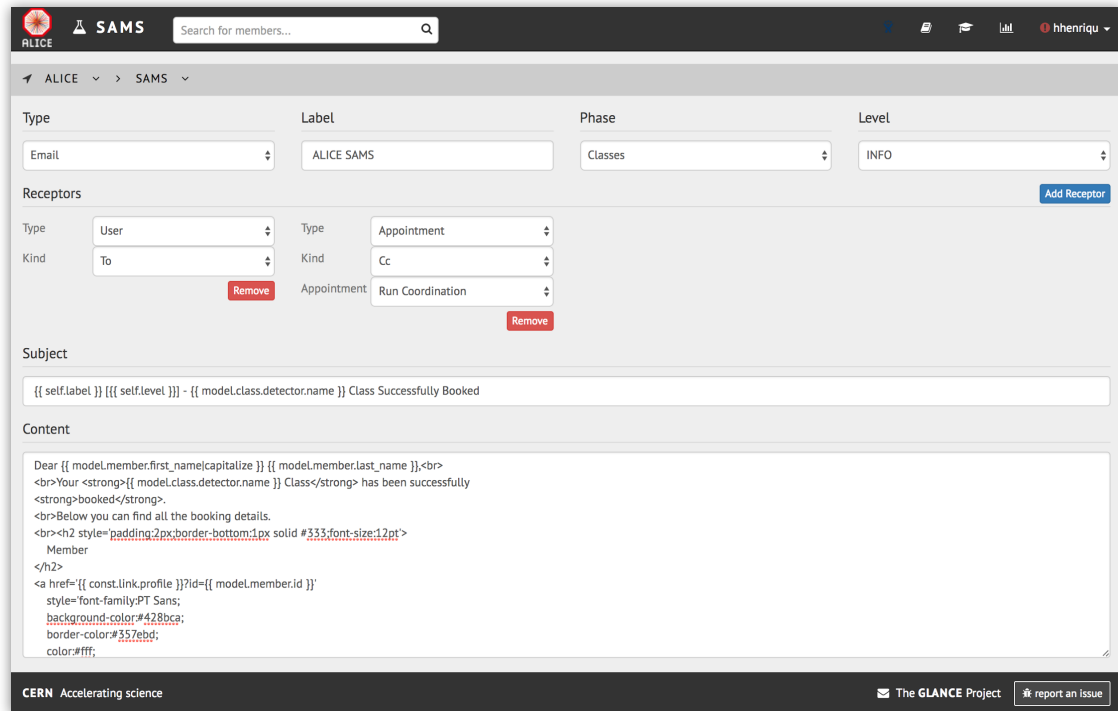 ALICE
SAMS
Search for members...
hhenriqu
ALICE > SAMS
Type
Label
Phase
Level
Email
ALICE SAMS
Classes
INFO
Receptors
Add Receptor
Type
User
Type
Appointment
Kind
To
Kind
Cc
Remove
Appointment
Run Coordination
Remove
Subject
{{ self.label }} [{{ self.level }}] - {{ model.class.detector.name }} Class Successfully Booked
Content
Dear {{ model.member.first_name|capitalize }} {{ model.member.last_name }},<br>
<br>Your <strong>{{ model.class.detector.name }} Class</strong> has been successfully
<strong>booked</strong>.
<br>Below you can find all the booking details.
<br><h2 style='padding:2px;border-bottom:1px solid #333;font-size:12pt'>
Member
</h2>
<a href='{{ const.link.profile }}?id={{ model.member.id }}'
style='font-family:PT Sans;
background-color:#428bca;
border-color:#357ebd;
color:#fff;
CERN Accelerating science
The GLANCE Project
report an issue